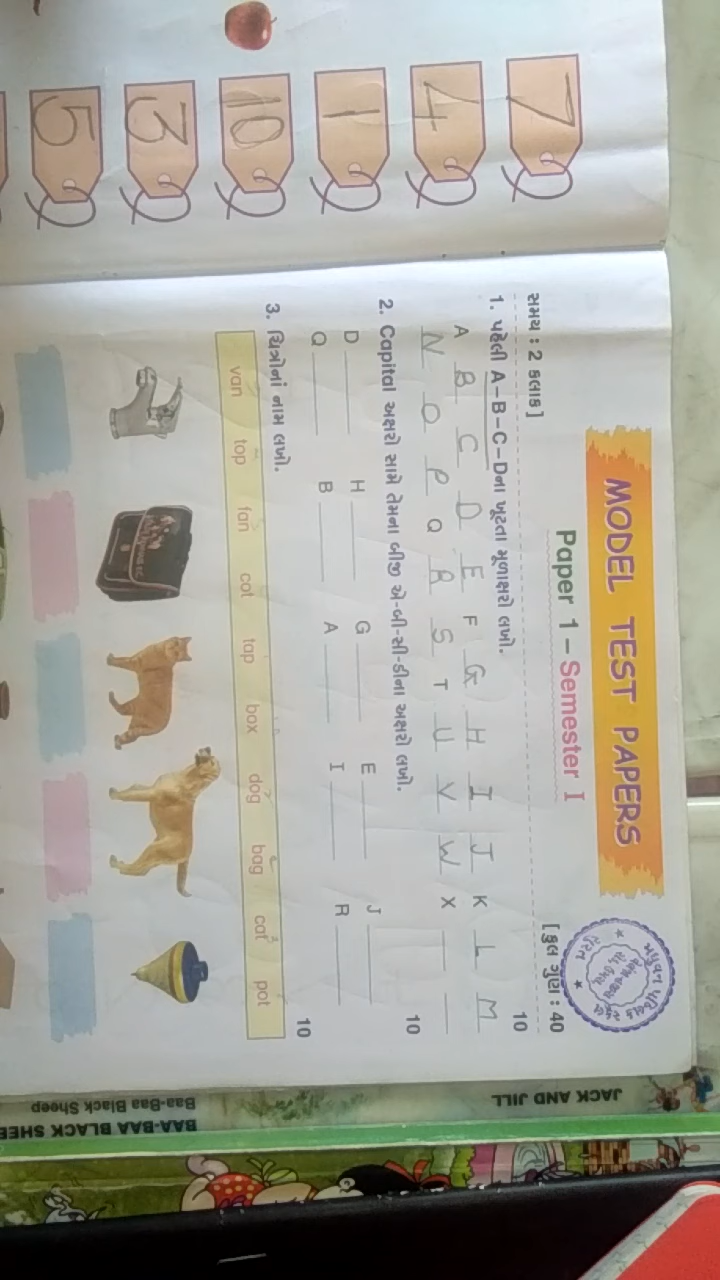 7
4
1
10
3
5
MODEL TEST PAPERS
Paper 1 – Semester I
સમય : 2 કલાક] [કુલ ગુણ : 40
1. પહેલી A – B – C – Dના ખૂટતા મૂળાક્ષરો લખો. 10
A B C D E F G H I J K L M
N O P Q R S T U V W X
2. Capital અક્ષરો સામે તેમના બીજી એ-બી-સી-ડીના અક્ષરો લખો. 10
D H G E J
Q B A I R
3. ચિત્રોનાં નામ લખો. 10
van top fan cot tap box dog bag cat pot
JACK AND JILL
Baa-Baa Black Sheep
BAA-BAA BLACK SHEE